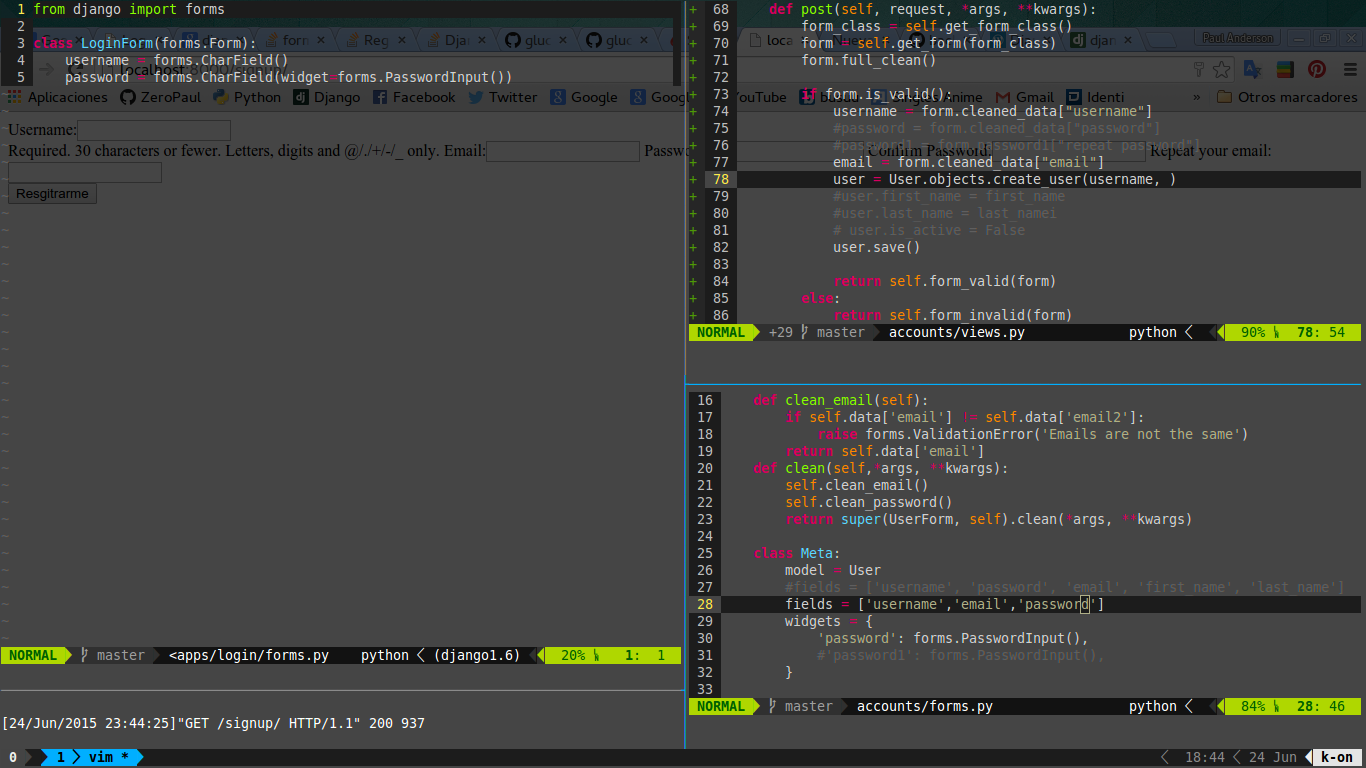 1 from django import forms
2
3 class LoginForm(forms.Form):
4     username = forms.CharField()
5     password = forms.CharField(widget=forms.PasswordInput())
Aplicaciones ZeroPaul Python Django Facebook Twitter Google Goog YouTube Anime Gmail Identi » Otros marcadores
Username:
Required. 30 characters or fewer. Letters, digits and @/./+/-/_ only. Email: Passw Confirm Password: Repeat your email:
Resgitrarme
NORMAL master <apps/login/forms.py python (django1.6) 20% 1: 1
[24/Jun/2015 23:44:25]"GET /signup/ HTTP/1.1" 200 937
form Reg Djan gluc gluc loca djan Paul Anderson
+ 68     def post(self, request, *args, **kwargs):
+ 69         form_class = self.get_form_class()
+ 70         form = self.get_form(form_class)
+ 71         form.full_clean()
+ 72
+ 73         if form.is_valid():
+ 74             username = form.cleaned_data["username"]
+ 75             #password = form.cleaned_data["password"]
+ 76             #password1 = form.password1["repeat password"]
+ 77             email = form.cleaned_data["email"]
+ 78             user = User.objects.create_user(username, )
+ 79             #user.first_name = first_name
+ 80             #user.last_name = last_namei
+ 81             # user.is_active = False
+ 82             user.save()
+ 83
+ 84             return self.form_valid(form)
+ 85         else:
+ 86             return self.form_invalid(form)
NORMAL +29 master accounts/views.py python 90% 78: 54
16     def clean_email(self):
17         if self.data['email'] != self.data['email2']:
18             raise forms.ValidationError('Emails are not the same')
19         return self.data['email']
20     def clean(self,*args, **kwargs):
21         self.clean_email()
22         self.clean_password()
23         return super(UserForm, self).clean(*args, **kwargs)
24
25     class Meta:
26         model = User
27         #fields = ['username', 'password', 'email', 'first_name', 'last_name']
28         fields = ['username','email','password']
29         widgets = {
30             'password': forms.PasswordInput(),
31             #'password1': forms.PasswordInput(),
32         }
33
NORMAL master accounts/forms.py python 84% 28: 46
0 1 vim * 18:44 24 Jun k-on